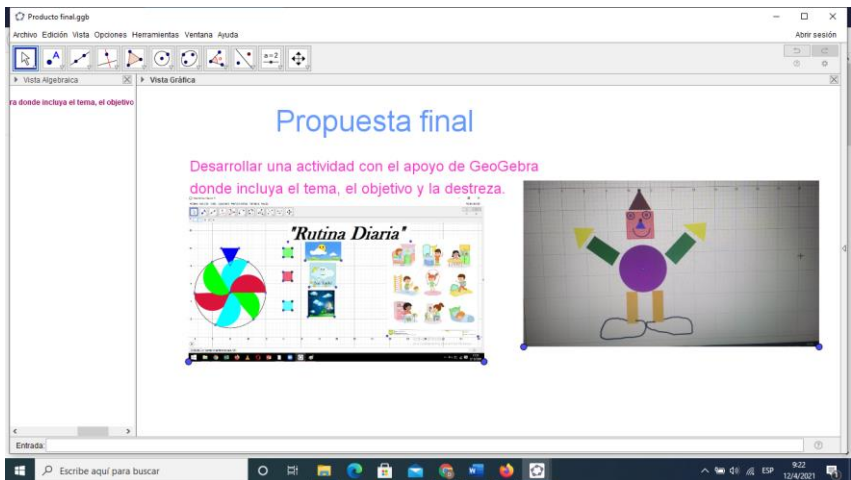 Producto final.ggb
Archivo Edición Vista Opciones Herramientas Ventana Ayuda
Abrir sesión
a=2
Vista Algebraica
Vista Gráfica
ra donde incluya el tema, el objetivo
Propuesta final
Desarrollar una actividad con el apoyo de GeoGebra
donde incluya el tema, el objetivo y la destreza.
"Rutina Diaria"
Entrada:
Escribe aquí para buscar
ESP
9:22
12/4/2021